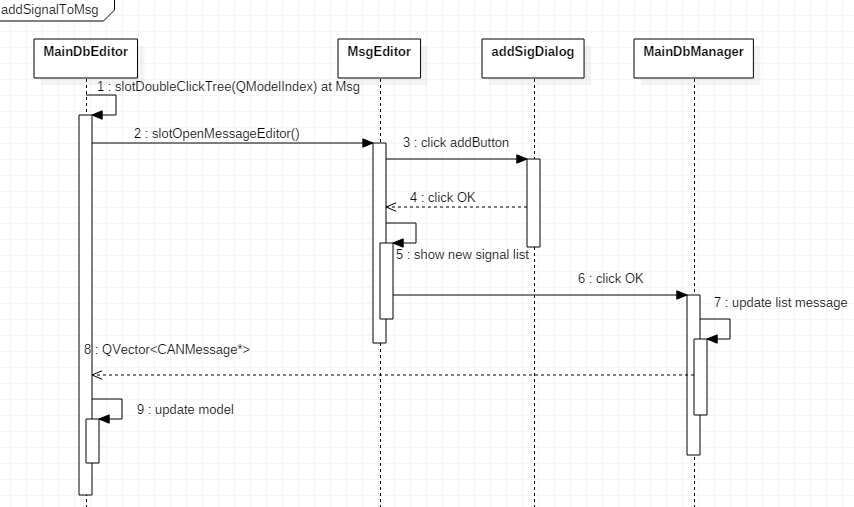 addSignalToMsg
MainDbEditor
MsgEditor
addSigDialog
MainDbManager
1 : slotDoubleClickTree(QModelIndex) at Msg
2 : slotOpenMessageEditor()
3 : click addButton
4 : click OK
5 : show new signal list
6 : click OK
7 : update list message
8 : QVector<CANMessage*>
9 : update model